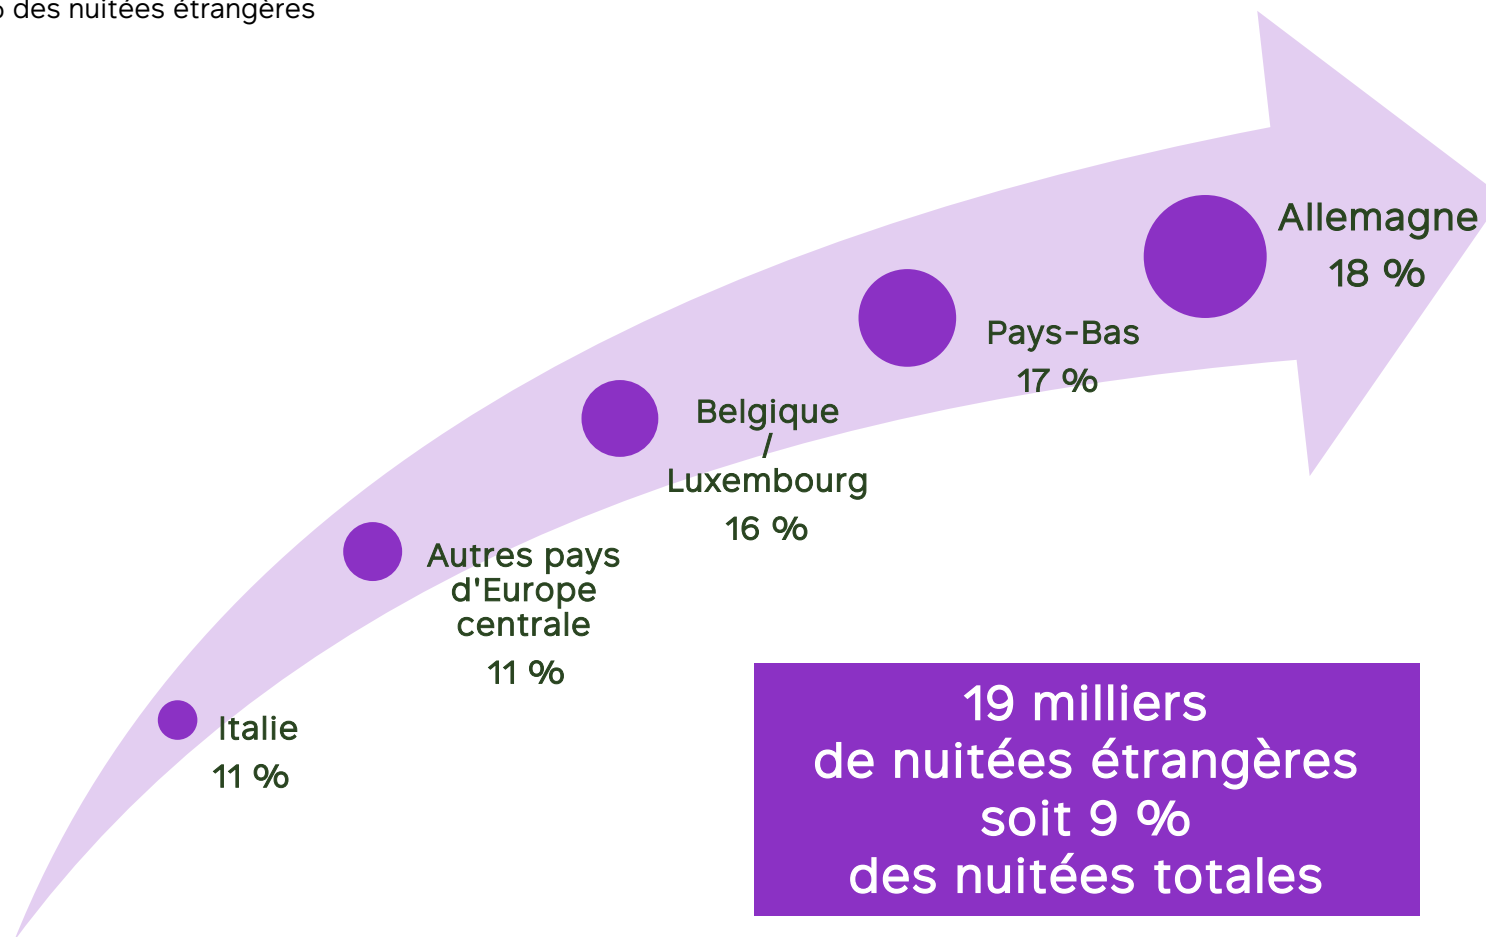 % des nuitées étrangères
Allemagne
18 %
Pays-Bas
17 %
Belgique
/
Luxembourg
16 %
Autres pays
d'Europe
centrale
11 %
Italie
11 %
19 milliers
de nuitées étrangères
soit 9 %
des nuitées totales